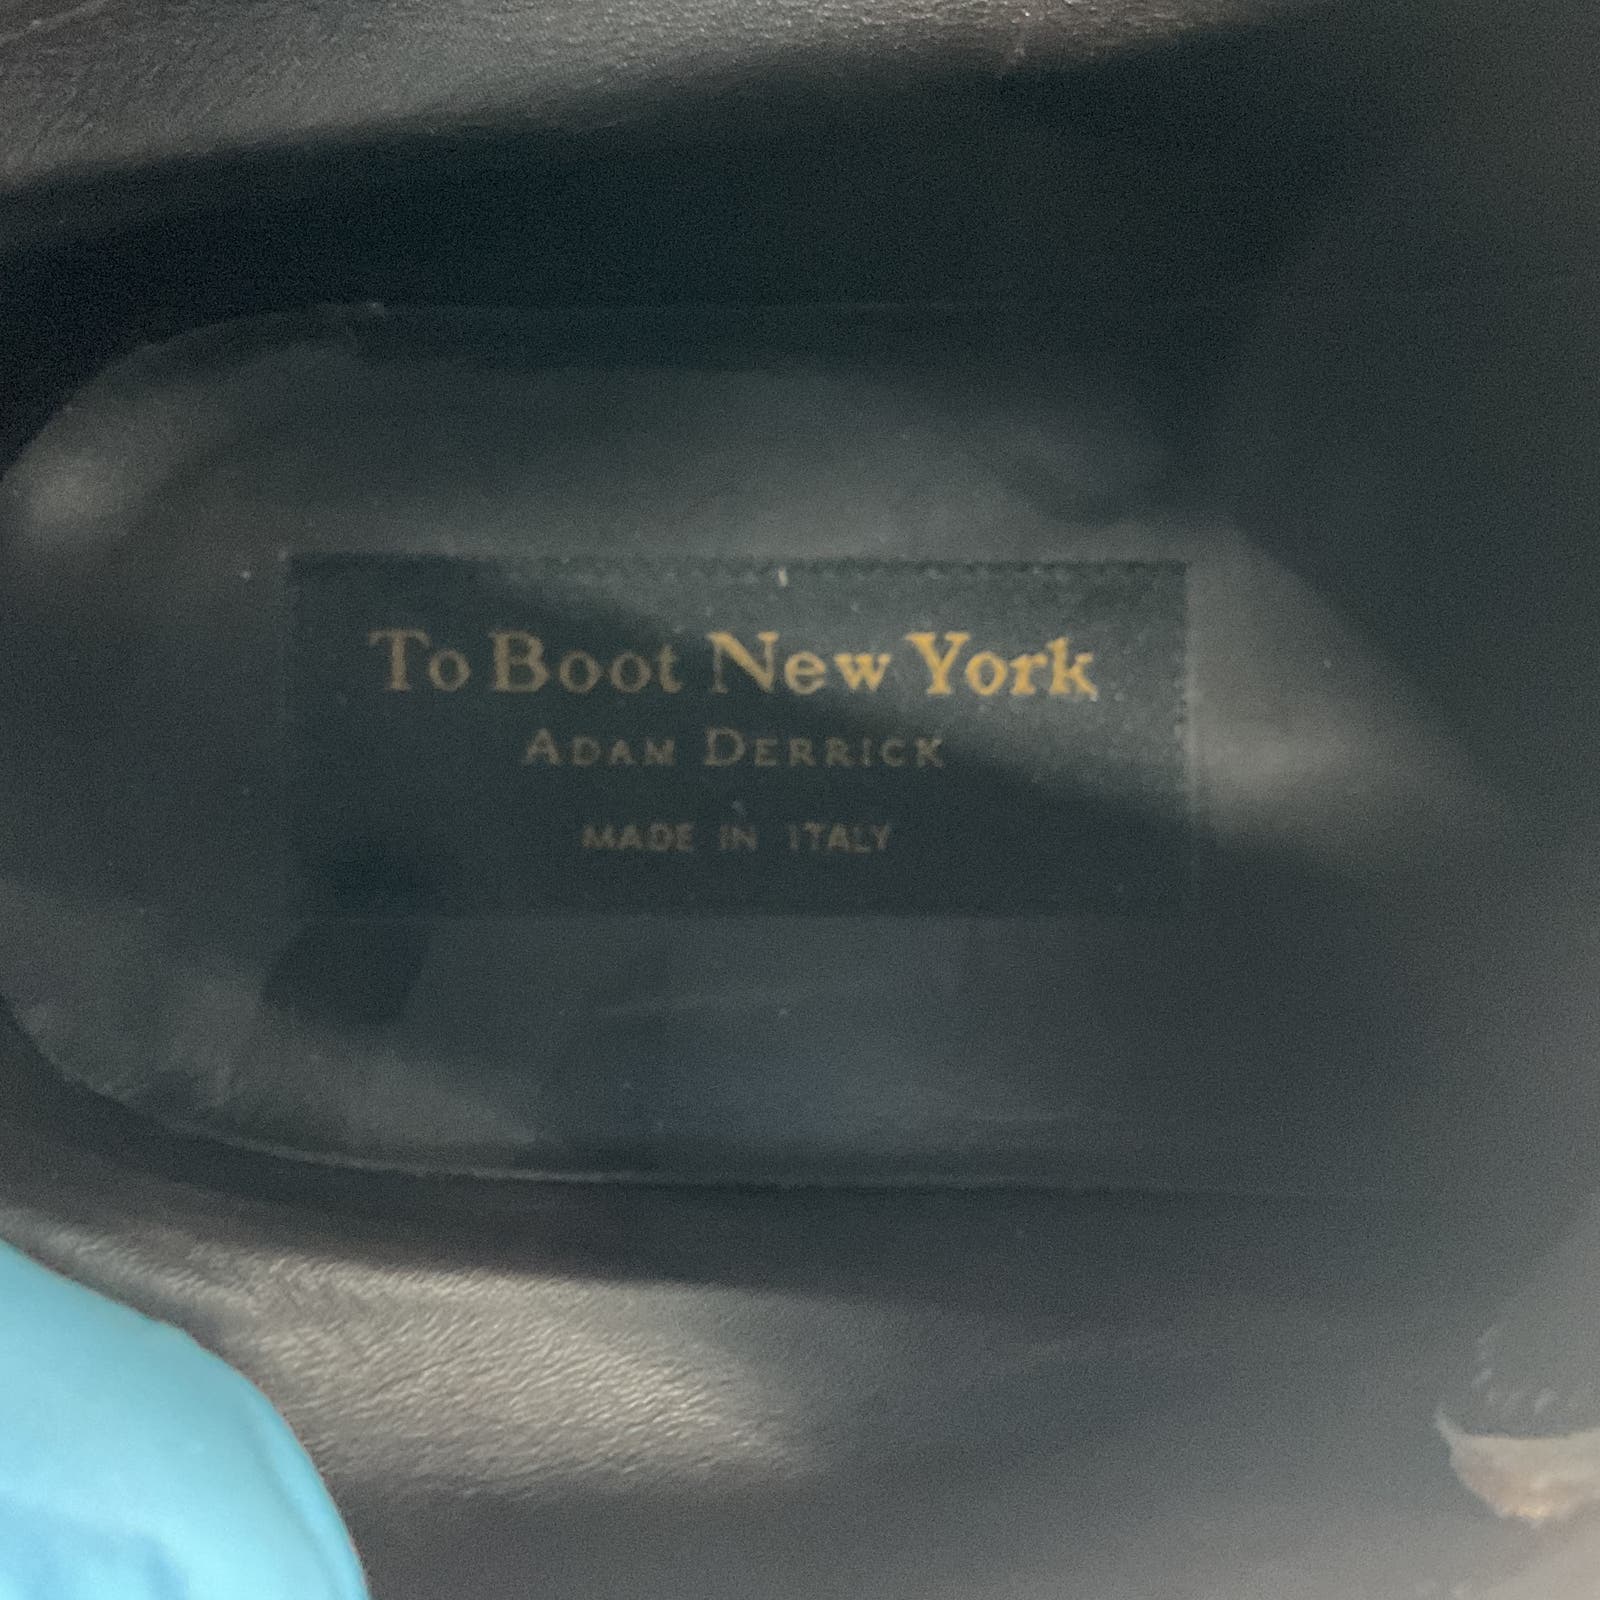 To Boot New York
ADAM DERRICK
MADE IN ITALY